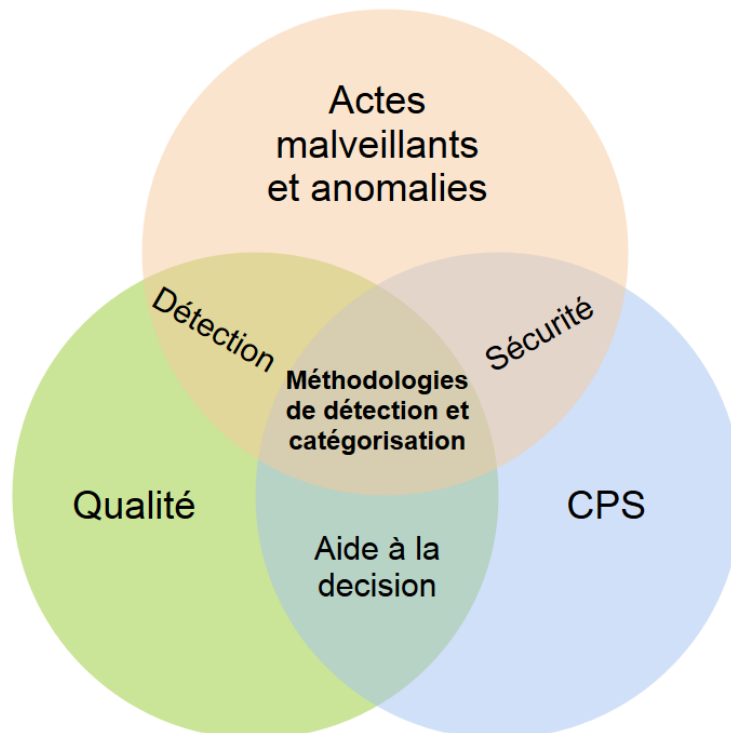 Actes
malveillants
et anomalies
Détection
Sécurité
Méthodologies
de détection et
catégorisation
Qualité
CPS
Aide à la
decision